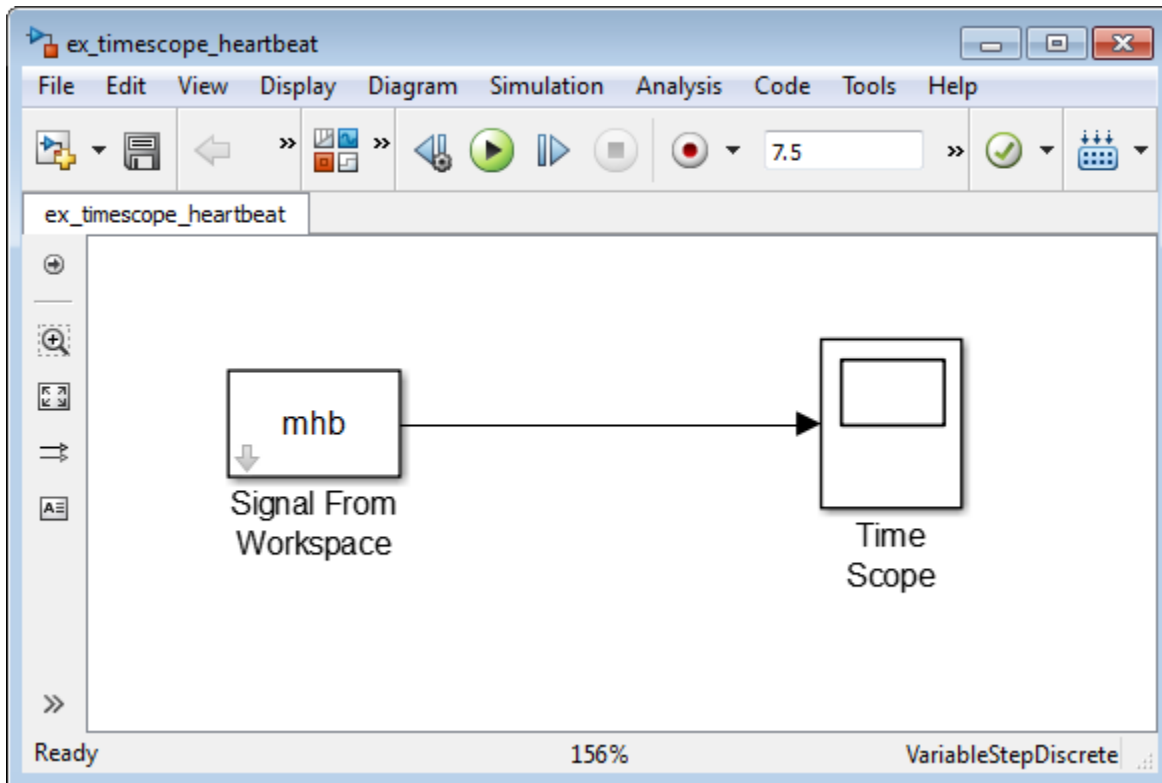 ex_timescope_heartbeat
File Edit View Display Diagram Simulation Analysis Code Tools Help
» » 7.5 »
ex_timescope_heartbeat
mhb
Signal From
Workspace
Time
Scope
A
»
Ready 156% VariableStepDiscrete